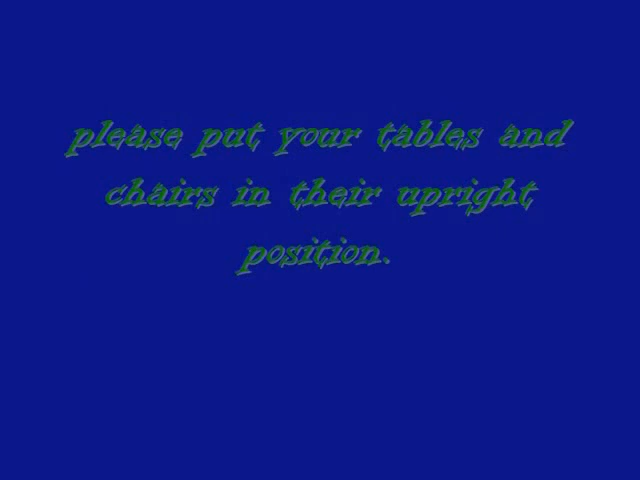 please put your tables and
chairs in their upright
position.